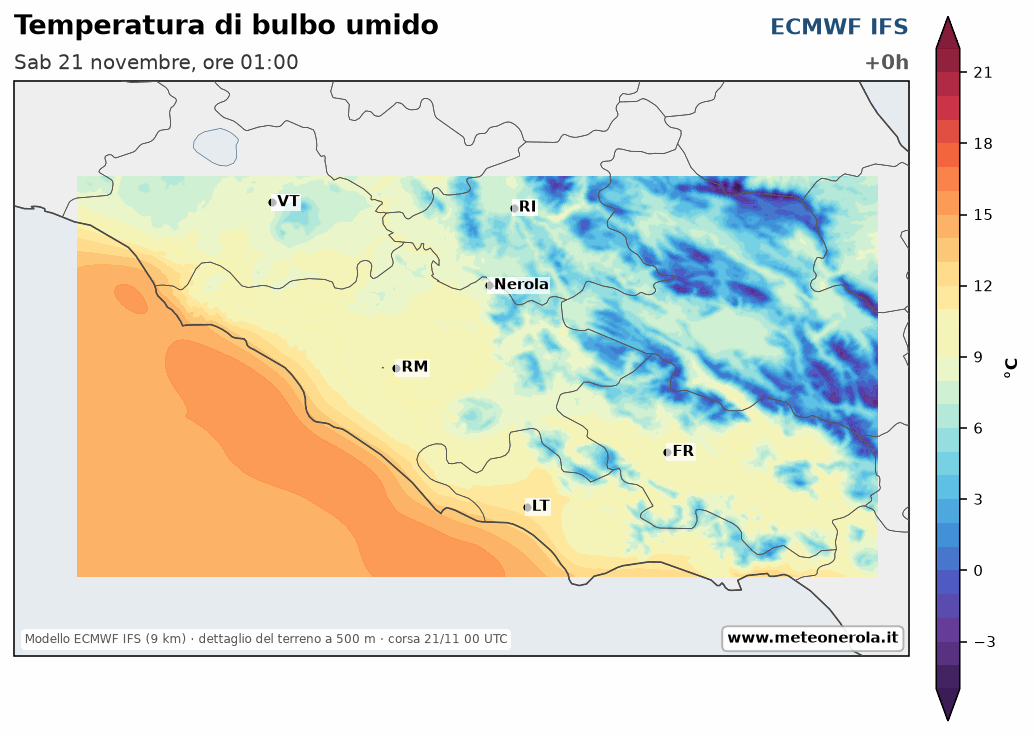 Temperatura di bulbo umido
ECMWF IFS
Sab 21 novembre, ore 01:00
+0h
VT
RI
Nerola
RM
FR
LT
21
18
15
12
9
6
3
0
−3
°C
Modello ECMWF IFS (9 km) · dettaglio del terreno a 500 m · corsa 21/11 00 UTC
www.meteonerola.it